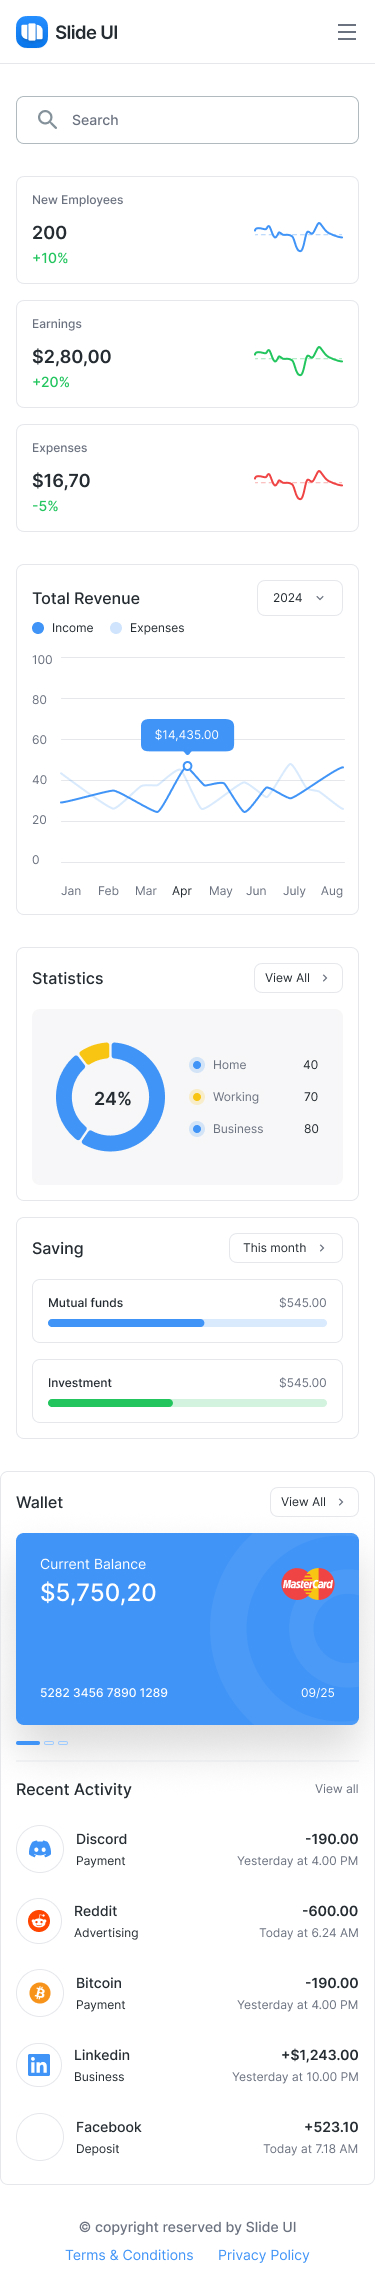 Slide UI
Search
New Employees
200
+10%
Earnings
$2,80,00
+20%
Expenses
$16,70
-5%
Total Revenue
2024
Income Expenses
100
80
60
40
20
0
$14,435.00
Jan Feb Mar Apr May Jun July Aug
Statistics
View All
24%
Home 40
Working 70
Business 80
Saving
This month
Mutual funds $545.00
Investment $545.00
Wallet
View All
Current Balance
$5,750,20
MasterCard
5282 3456 7890 1289 09/25
Recent Activity View all
Discord -190.00
Payment Yesterday at 4.00 PM
Reddit -600.00
Advertising Today at 6.24 AM
Bitcoin -190.00
Payment Yesterday at 4.00 PM
Linkedin +$1,243.00
Business Yesterday at 10.00 PM
Facebook +523.10
Deposit Today at 7.18 AM
© copyright reserved by Slide UI
Terms & Conditions Privacy Policy